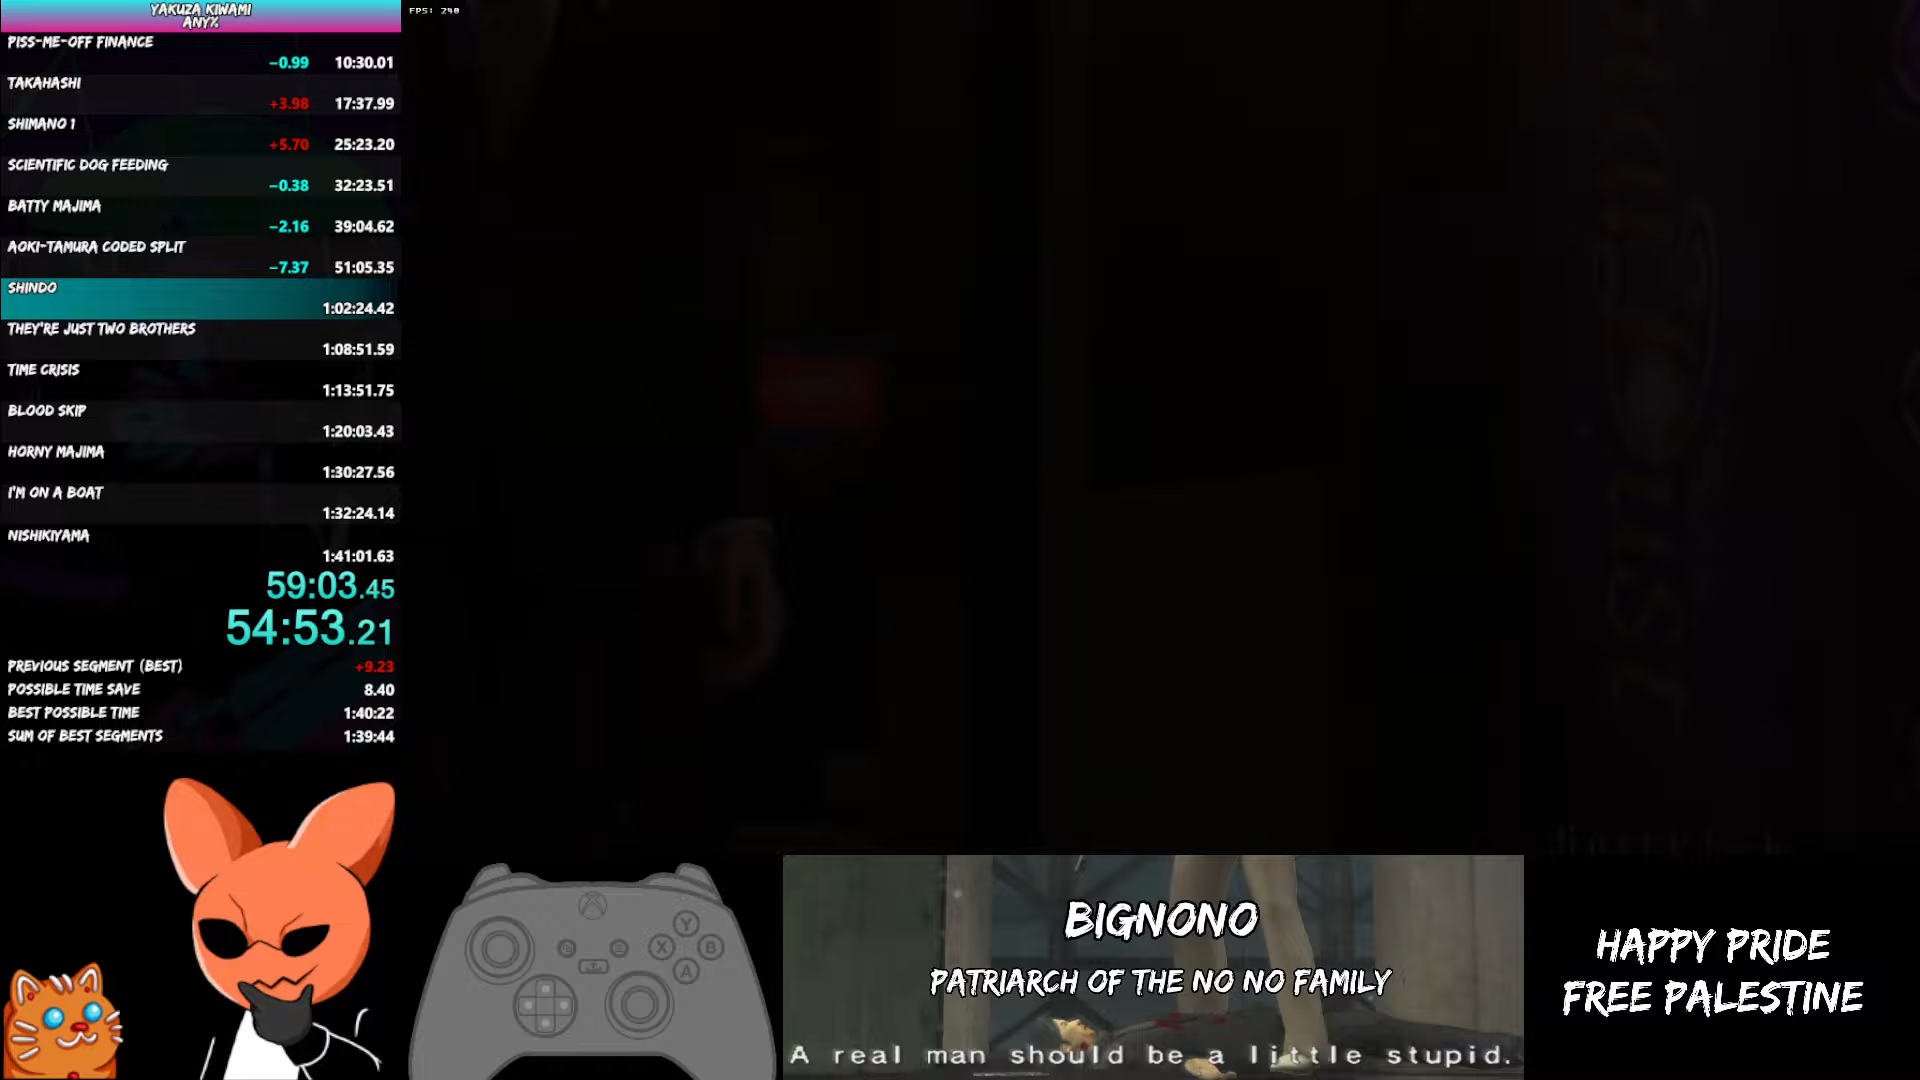 YAKUZA KIWAMI
ANY%
FPS: 240
PISS-ME-OFF FINANCE
-0.99 10:30.01
TAKAHASHI
+3.98 17:37.99
SHIMANO 1
+5.70 25:23.20
SCIENTIFIC DOG FEEDING
-0.38 32:23.51
BATTY MAJIMA
-2.16 39:04.62
AOKI-TAMURA CODED SPLIT
-7.37 51:05.35
SHINDO
1:02:24.42
THEY'RE JUST TWO BROTHERS
1:08:51.59
TIME CRISIS
1:13:51.75
BLOOD SKIP
1:20:03.43
HORNY MAJIMA
1:30:27.56
I'M ON A BOAT
1:32:24.14
NISHIKIYAMA
1:41:01.63
59:03.45
54:53.21
PREVIOUS SEGMENT (BEST) +9.23
POSSIBLE TIME SAVE 8.40
BEST POSSIBLE TIME 1:40:22
SUM OF BEST SEGMENTS 1:39:44
X
Y
B
A
BIGNONO
PATRIARCH OF THE NO NO FAMILY
A real man should be a little stupid.
HAPPY PRIDE
FREE PALESTINE